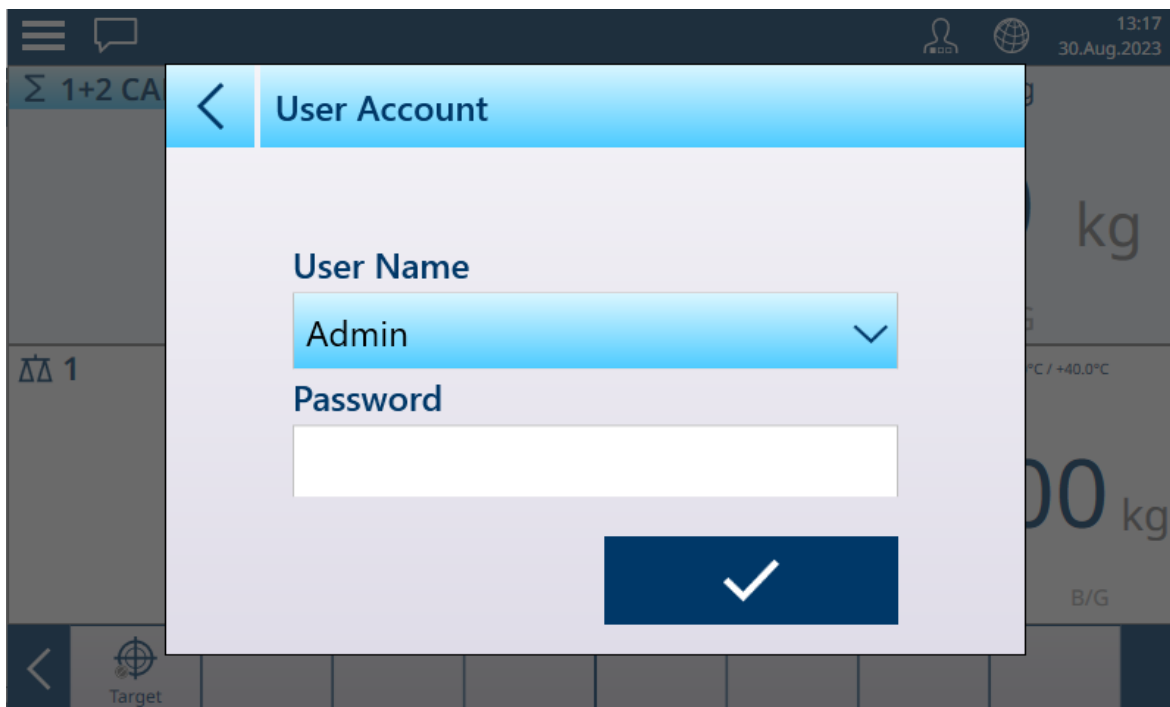 13:17
30.Aug.2023
Σ 1+2 CA
g
User Account
kg
User Name
Admin
G
1
°C / +40.0°C
Password
00 kg
B/G
Target